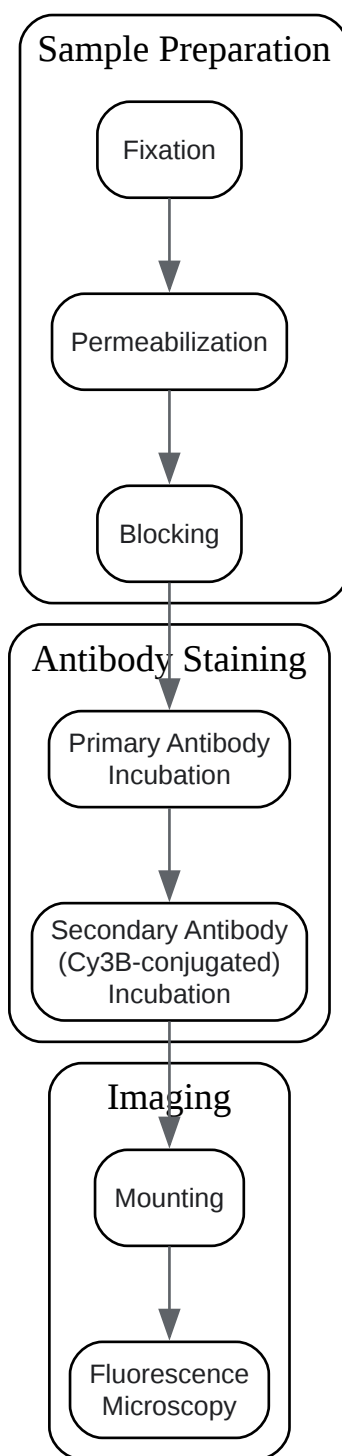 Sample Preparation
Fixation
Permeabilization
Blocking
Antibody Staining
Primary Antibody
Incubation
Secondary Antibody
(Cy3B-conjugated)
Incubation
Imaging
Mounting
Fluorescence
Microscopy